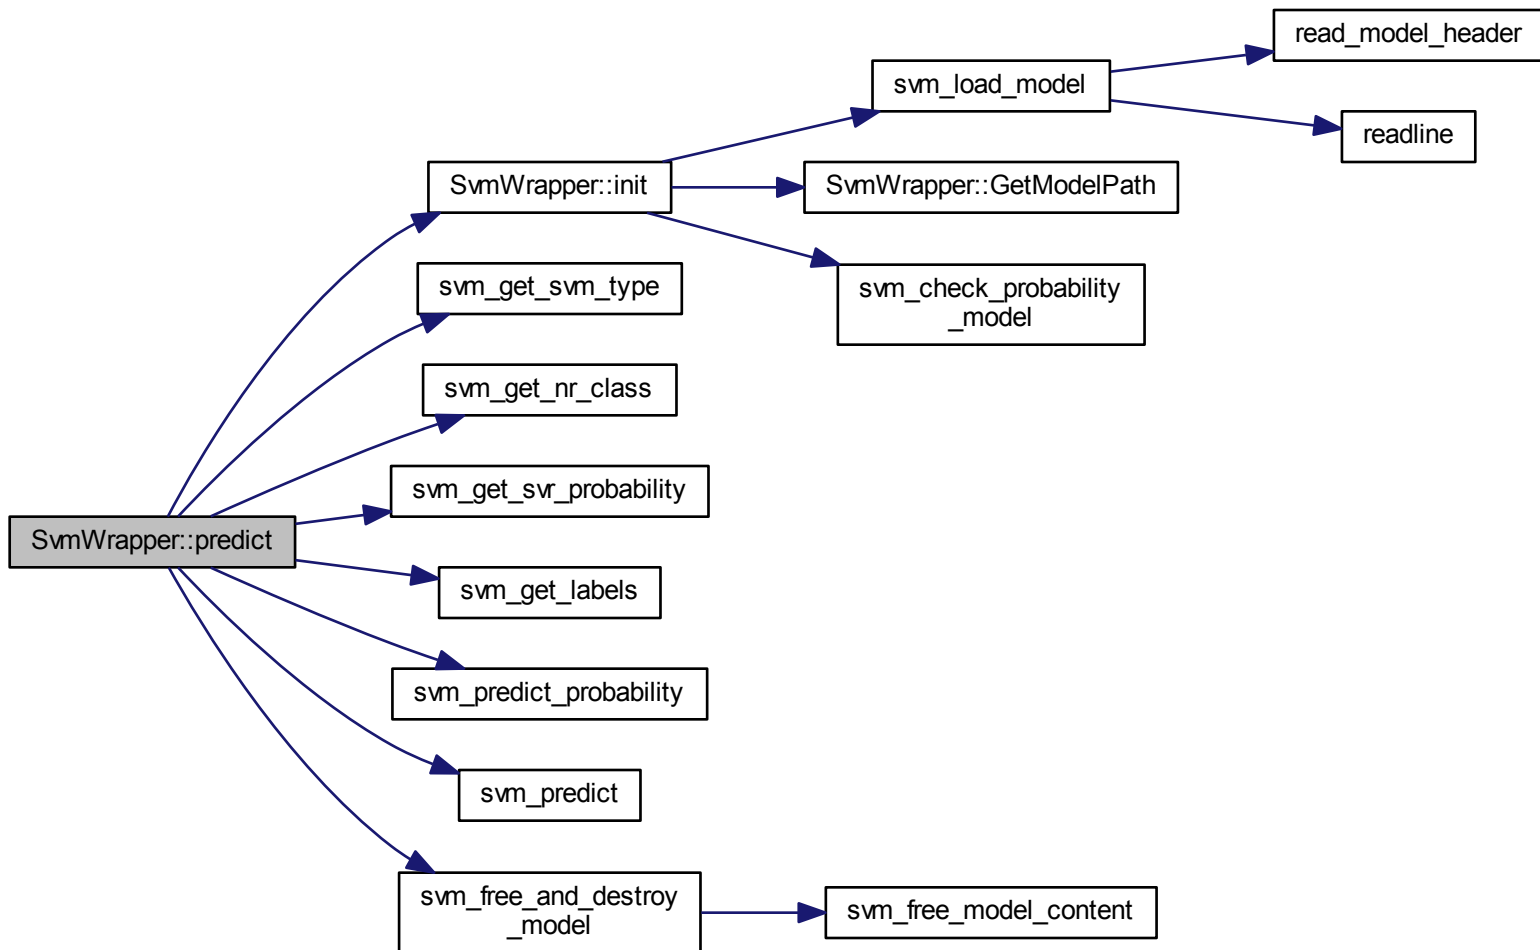 read_model_header
svm_load_model
readline
SvmWrapper::init
SvmWrapper::GetModelPath
svm_get_svm_type
svm_check_probability
_model
svm_get_nr_class
svm_get_svr_probability
SvmWrapper::predict
svm_get_labels
svm_predict_probability
svm_predict
svm_free_and_destroy
_model
svm_free_model_content